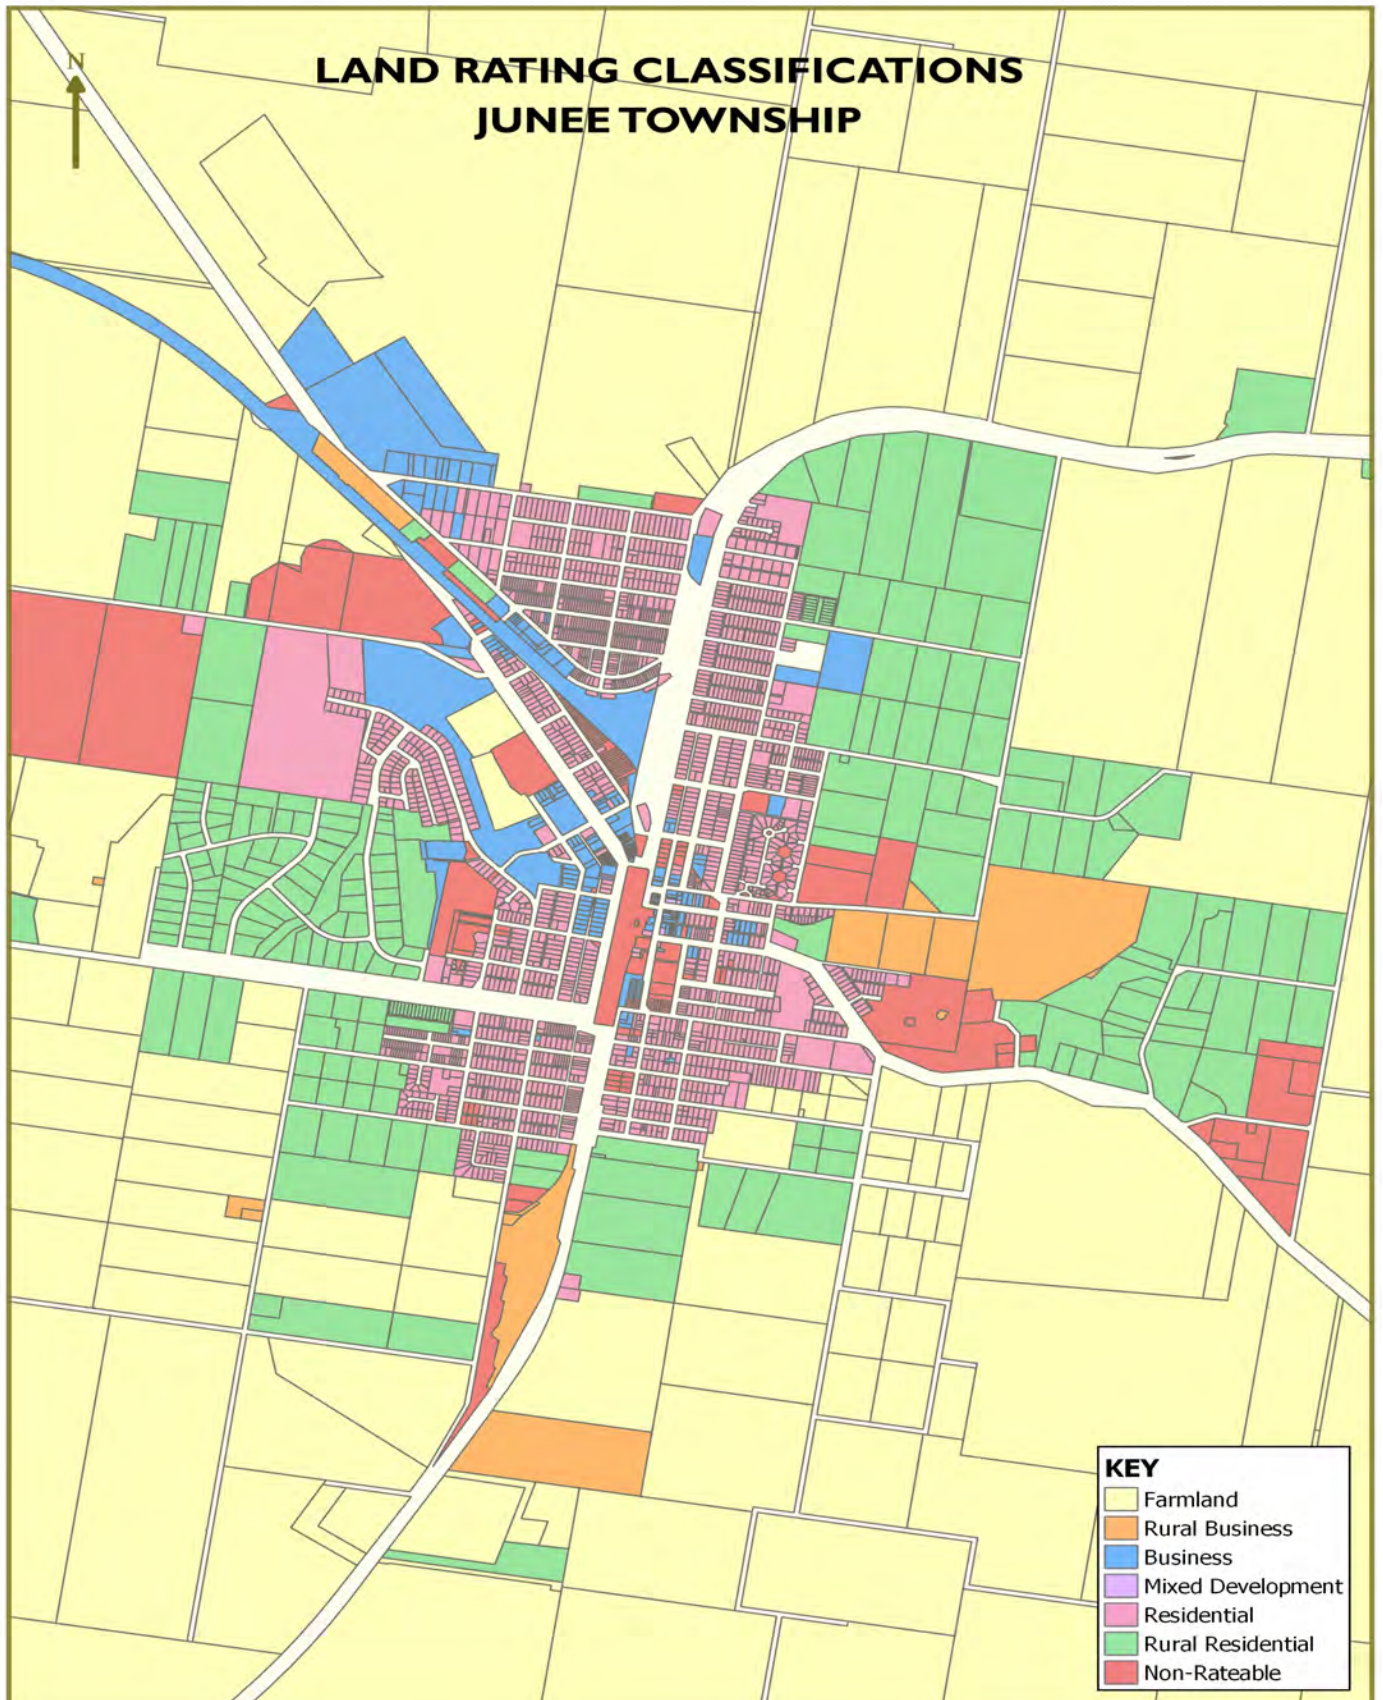 LAND RATING CLASSIFICATIONS
JUNEE TOWNSHIP
N
KEY
Farmland
Rural Business
Business
Mixed Development
Residential
Rural Residential
Non-Rateable